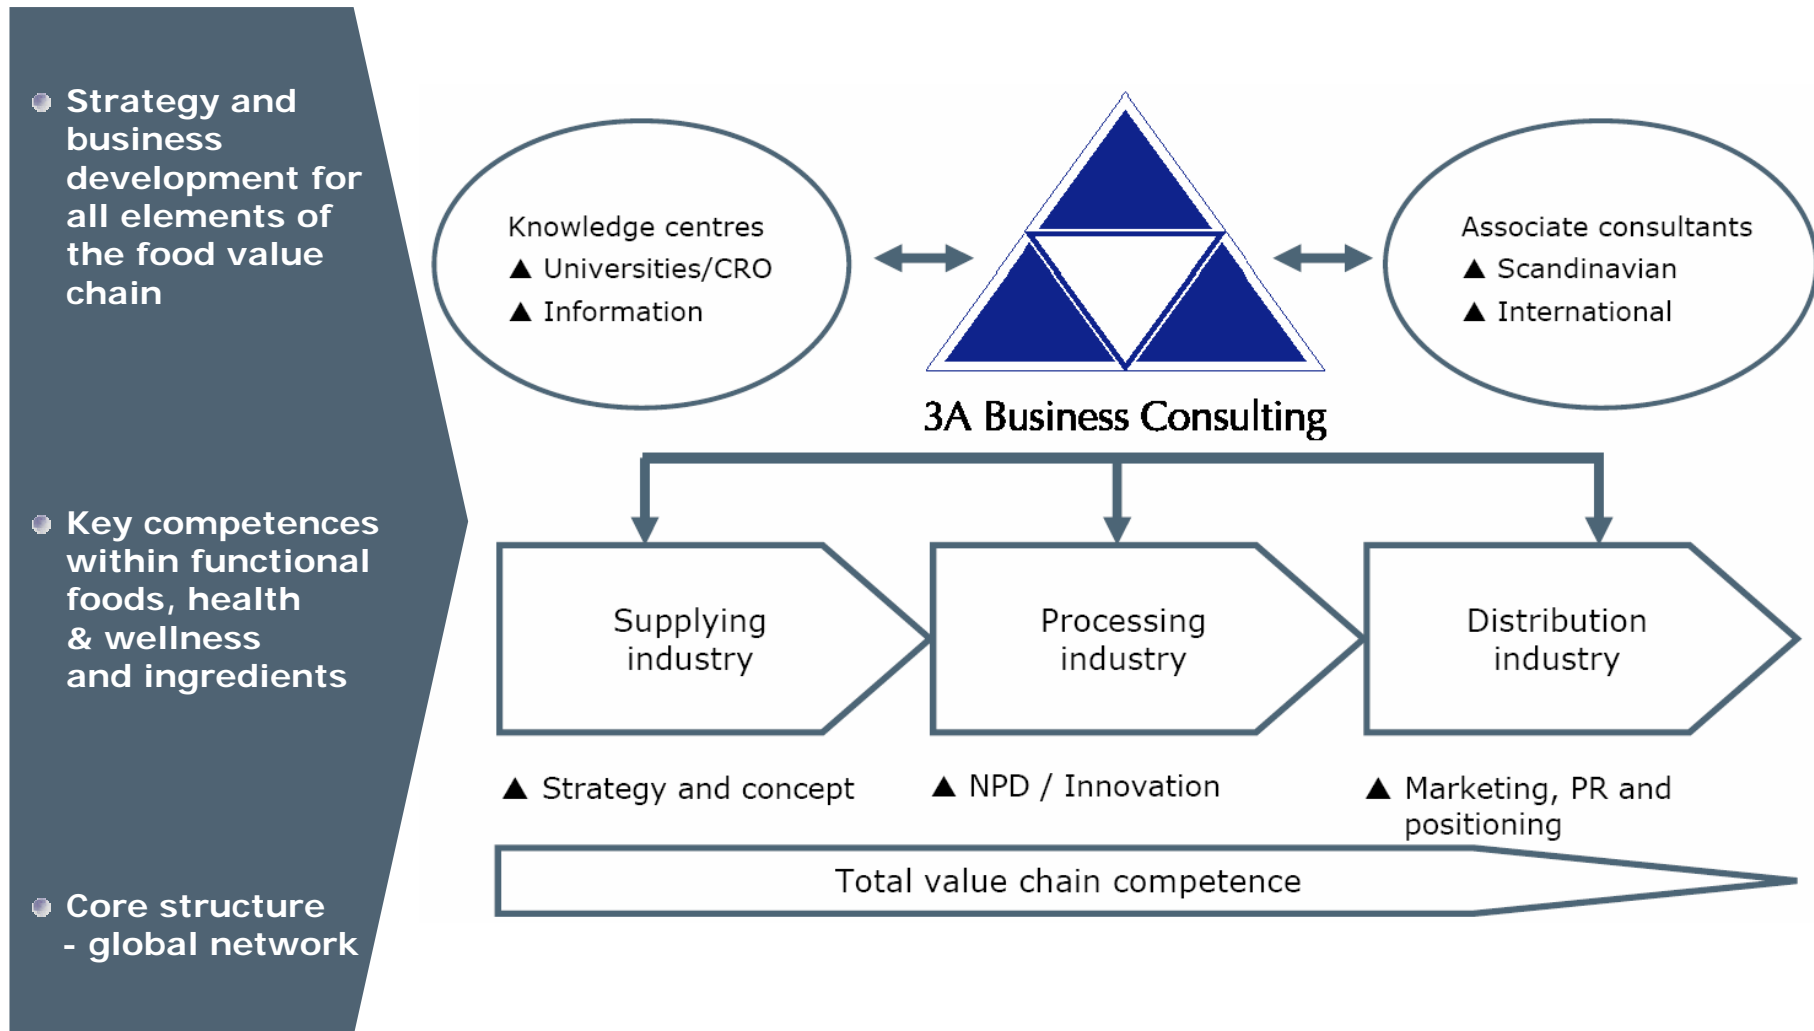 Strategy and
business
development for
all elements of
the food value
chain
Key competences
within functional
foods, health
& wellness
and ingredients
Core structure
- global network
Knowledge centres
▲ Universities/CRO
▲ Information
3A Business Consulting
Associate consultants
▲ Scandinavian
▲ International
Supplying
industry
Processing
industry
Distribution
industry
▲ Strategy and concept
▲ NPD / Innovation
▲ Marketing, PR and
positioning
Total value chain competence